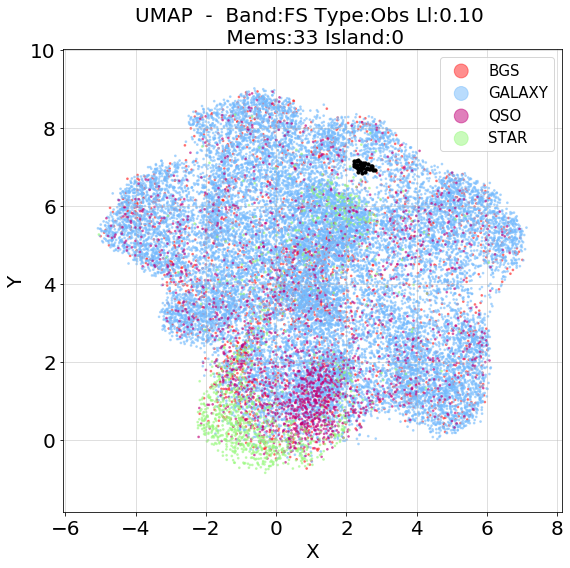 UMAP  -  Band:FS Type:Obs Ll:0.10
Mems:33 Island:0
BGS
GALAXY
QSO
STAR
10
8
6
4
2
0
Y
−6 −4 −2 0 2 4 6 8
X